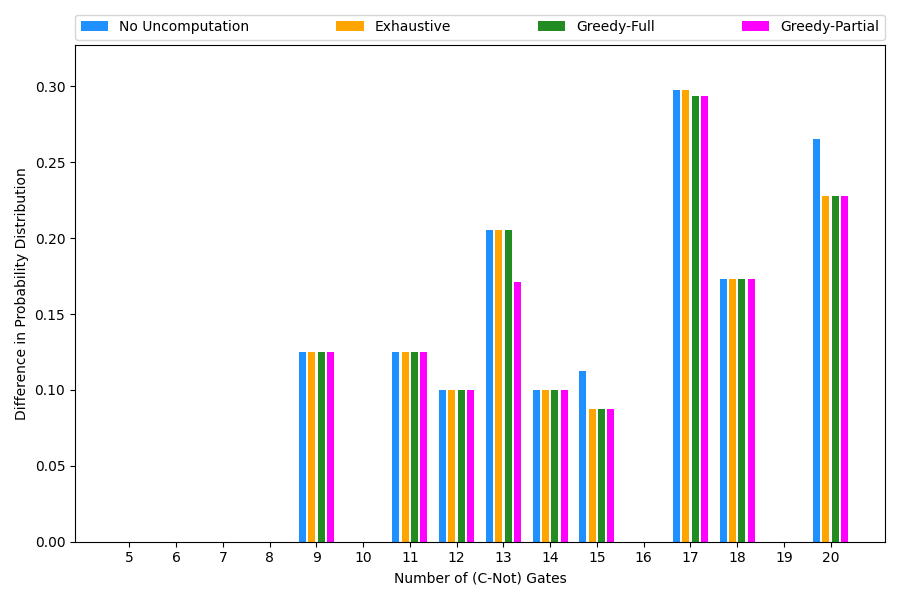 No Uncomputation Exhaustive Greedy-Full Greedy-Partial
0.30
0.25
0.20
0.15
0.10
0.05
0.00
Difference in Probability Distribution
5 6 7 8 9 10 11 12 13 14 15 16 17 18 19 20
Number of (C-Not) Gates